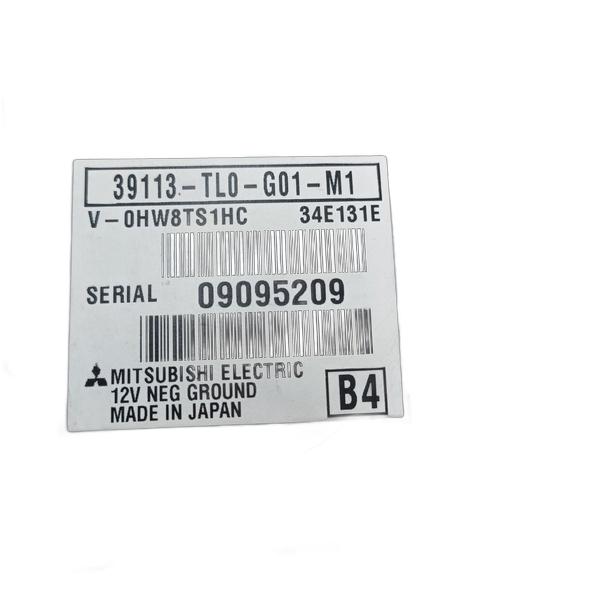 39113-TL0-G01-M1
V-0HW8TS1HC 34E131E
SERIAL 09095209
MITSUBISHI ELECTRIC
12V NEG GROUND
MADE IN JAPAN B4